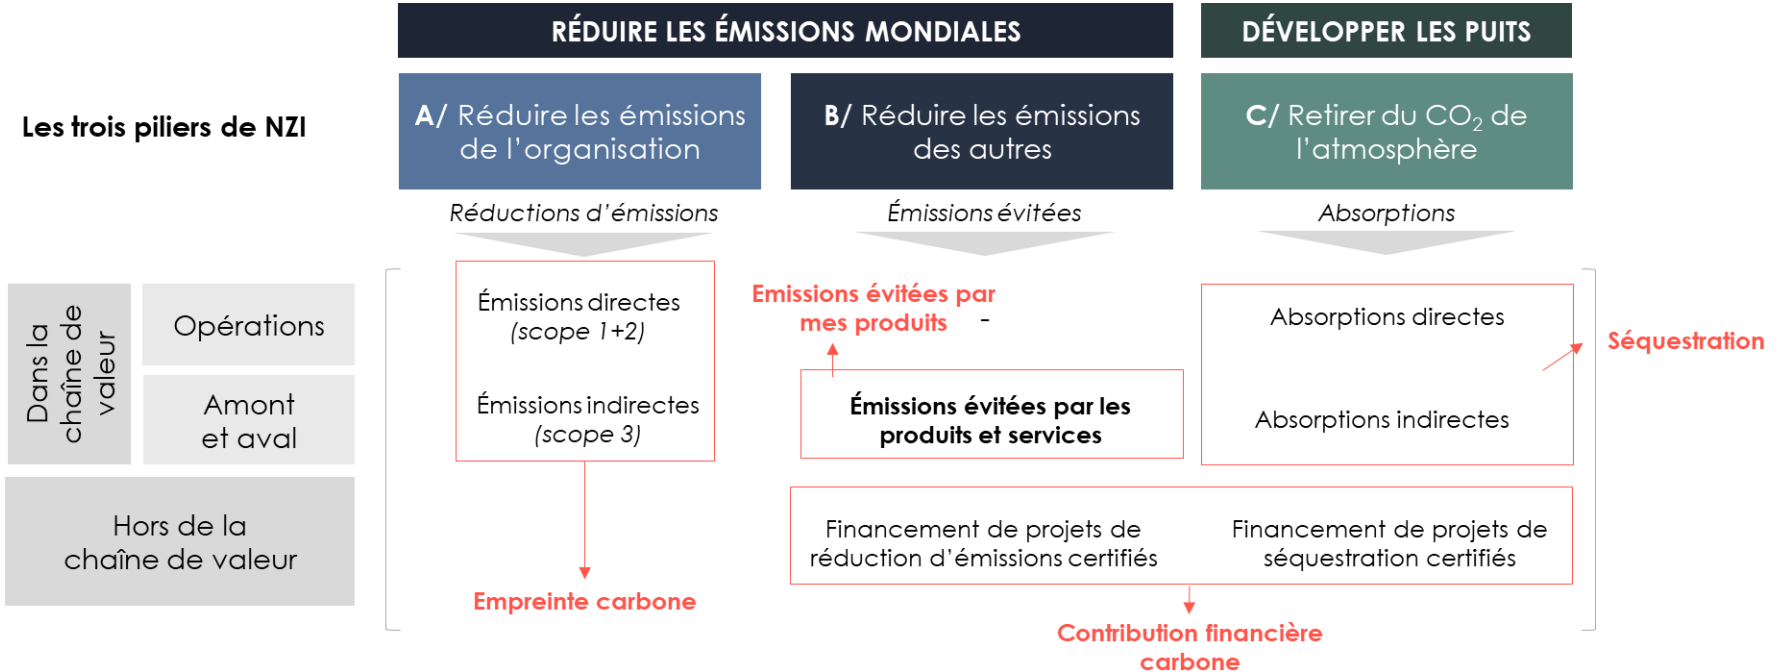 RÉDUIRE LES ÉMISSIONS MONDIALES
DÉVELOPPER LES PUITS
Les trois piliers de NZI
A/ Réduire les émissions
de l’organisation
B/ Réduire les émissions
des autres
C/ Retirer du CO₂ de
l’atmosphère
Réductions d’émissions
Émissions évitées
Absorptions
Dans la
chaîne de
valeur
Opérations
Émissions directes
(scope 1+2)
Emissions évitées par
mes produits
-
Absorptions directes
Séquestration
Amont
et aval
Émissions indirectes
(scope 3)
Émissions évitées par les
produits et services
Absorptions indirectes
Hors de la
chaîne de valeur
Financement de projets de
réduction d’émissions certifiés
Financement de projets de
séquestration certifiés
Empreinte carbone
Contribution financière
carbone